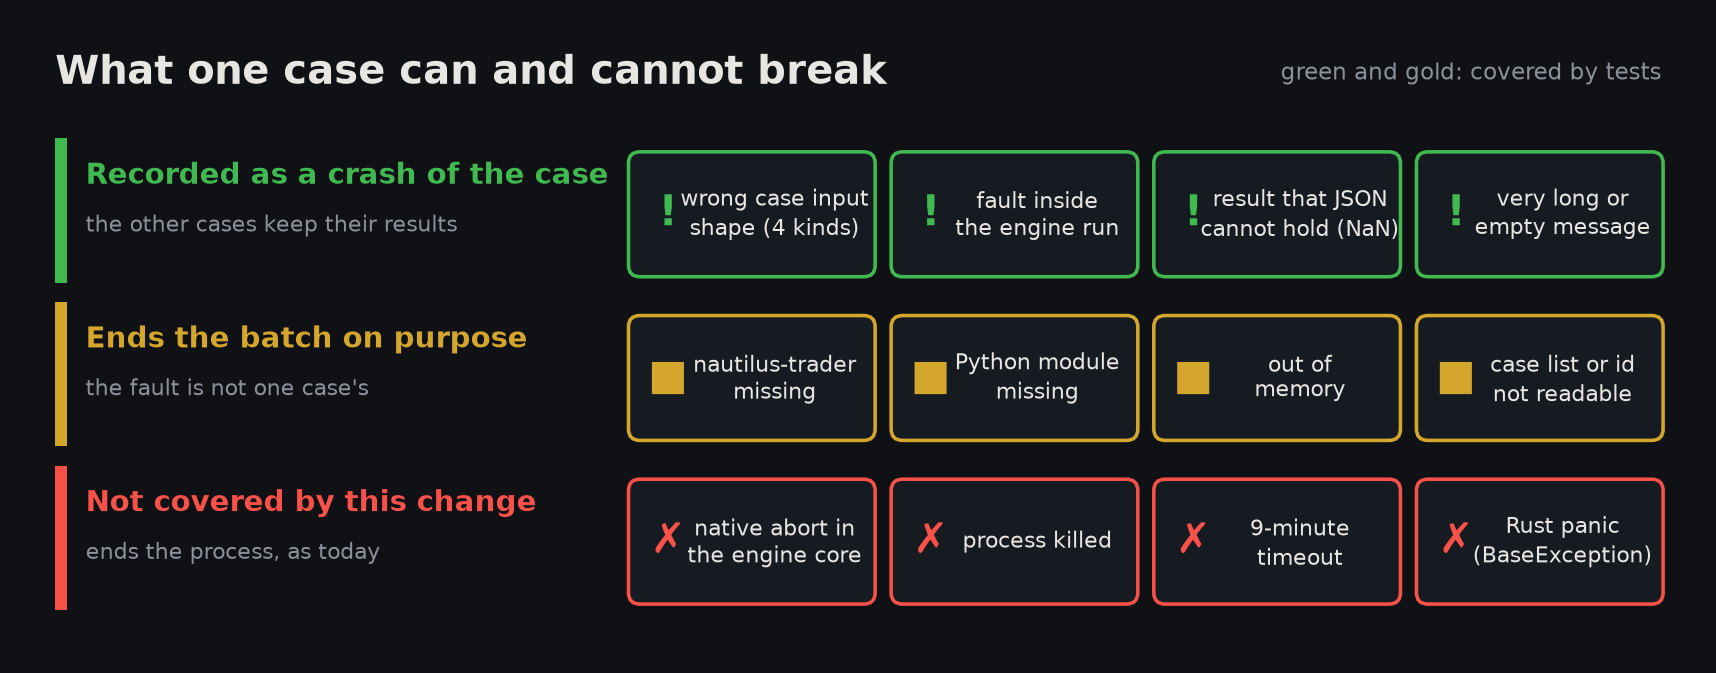 What one case can and cannot break
green and gold: covered by tests
Recorded as a crash of the case
the other cases keep their results
! wrong case input
shape (4 kinds)
! fault inside
the engine run
! result that JSON
cannot hold (NaN)
! very long or
empty message
Ends the batch on purpose
the fault is not one case's
nautilus-trader
missing
Python module
missing
out of
memory
case list or id
not readable
Not covered by this change
ends the process, as today
✗ native abort in
the engine core
✗ process killed
✗ 9-minute
timeout
✗ Rust panic
(BaseException)